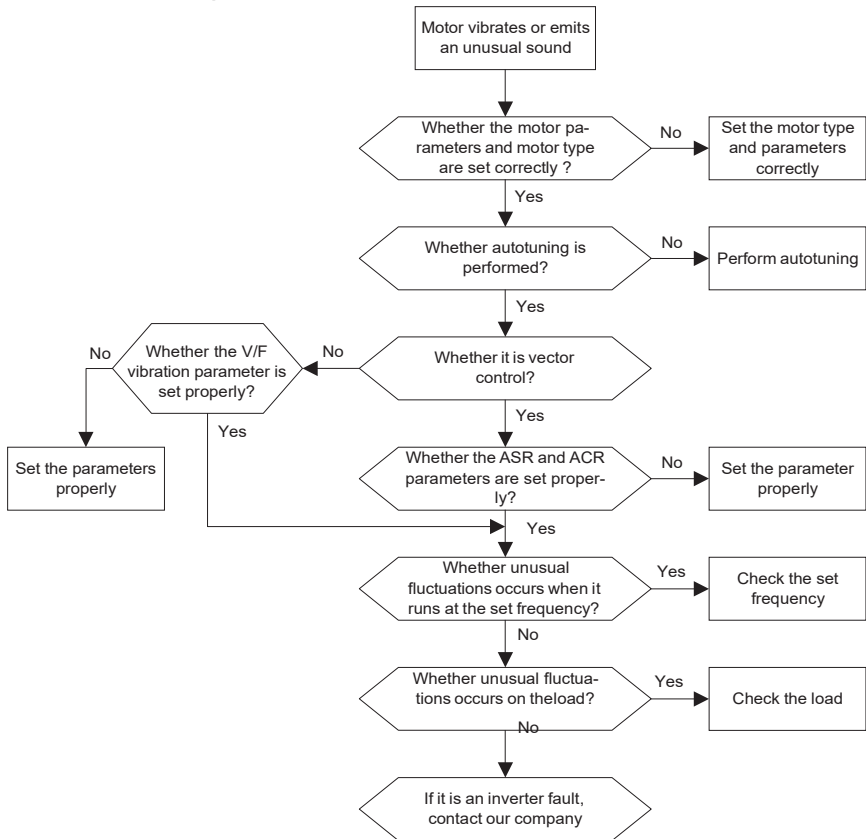 Motor vibrates or emits
an unusual sound
Whether the motor pa-
rameters and motor type
are set correctly ?
No
Set the motor type
and parameters
correctly
Yes
Whether autotuning is
performed?
No
Perform autotuning
Yes
Whether it is vector
control?
No
Whether the V/F
vibration parameter is
set properly?
No
Set the parameters
properly
Yes
Yes
Whether the ASR and ACR
parameters are set proper-
ly?
No
Set the parameter
properly
Yes
Whether unusual
fluctuations occurs when it
runs at the set frequency?
Yes
Check the set
frequency
No
Whether unusual fluctua-
tions occurs on theload?
Yes
Check the load
No
If it is an inverter fault,
contact our company